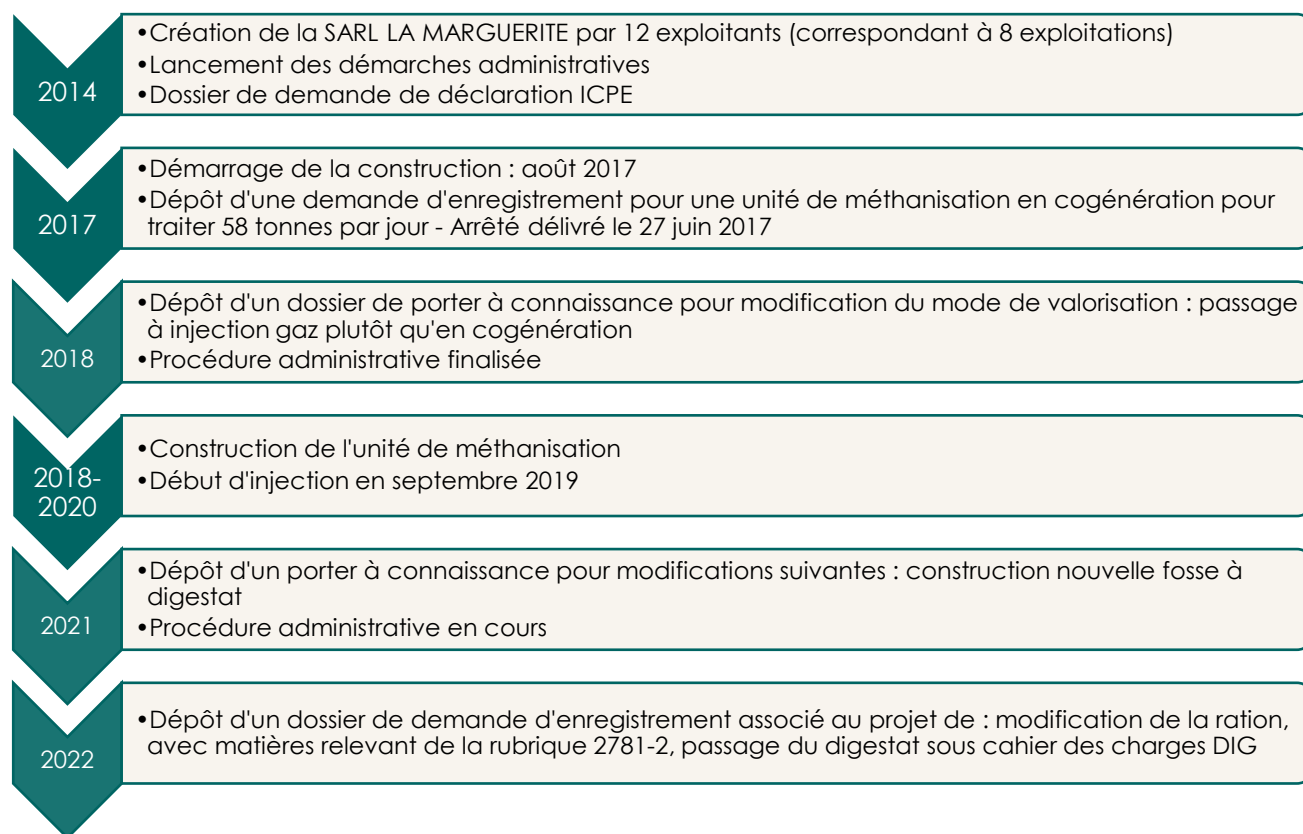 2014
•Création de la SARL LA MARGUERITE par 12 exploitants (correspondant à 8 exploitations)
•Lancement des démarches administratives
•Dossier de demande de déclaration ICPE
2017
•Démarrage de la construction : août 2017
•Dépôt d'une demande d'enregistrement pour une unité de méthanisation en cogénération pour
traiter 58 tonnes par jour - Arrêté délivré le 27 juin 2017
2018
•Dépôt d'un dossier de porter à connaissance pour modification du mode de valorisation : passage
à injection gaz plutôt qu'en cogénération
•Procédure administrative finalisée
2018-
2020
•Construction de l'unité de méthanisation
•Début d'injection en septembre 2019
2021
•Dépôt d'un porter à connaissance pour modifications suivantes : construction nouvelle fosse à
digestat
•Procédure administrative en cours
2022
•Dépôt d'un dossier de demande d'enregistrement associé au projet de : modification de la ration,
avec matières relevant de la rubrique 2781-2, passage du digestat sous cahier des charges DIG